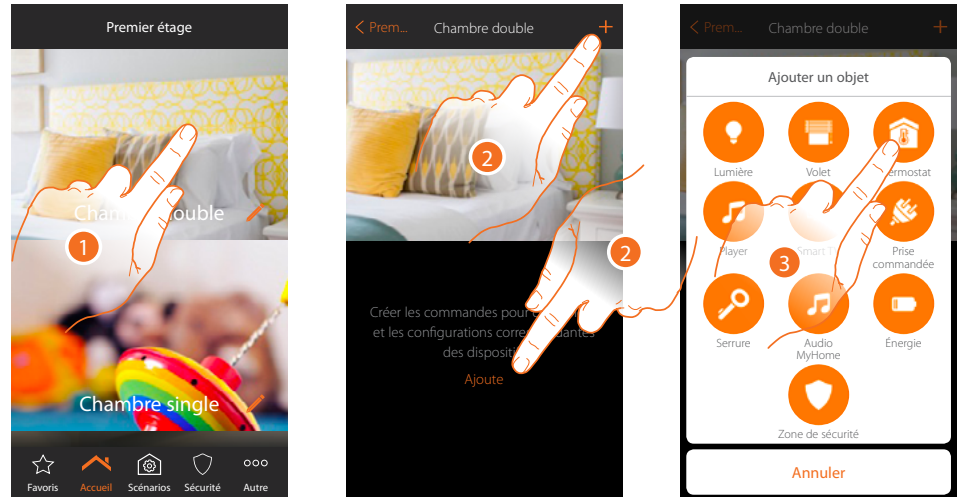 Premier étage
Chambre double
1
Chambre single
Favoris
Accueil
Scénarios
Sécurité
Autre
Prem...
Chambre double
2
2
Créer les commandes pour
et les configurations
des
Ajoute
Prem...
Chambre double
Ajouter un objet
Lumière
Volet
Thermostat
Player
Smart TV
Prise
commandée
3
Serrure
Audio
MyHome
Énergie
Zone de sécurité
Annuler